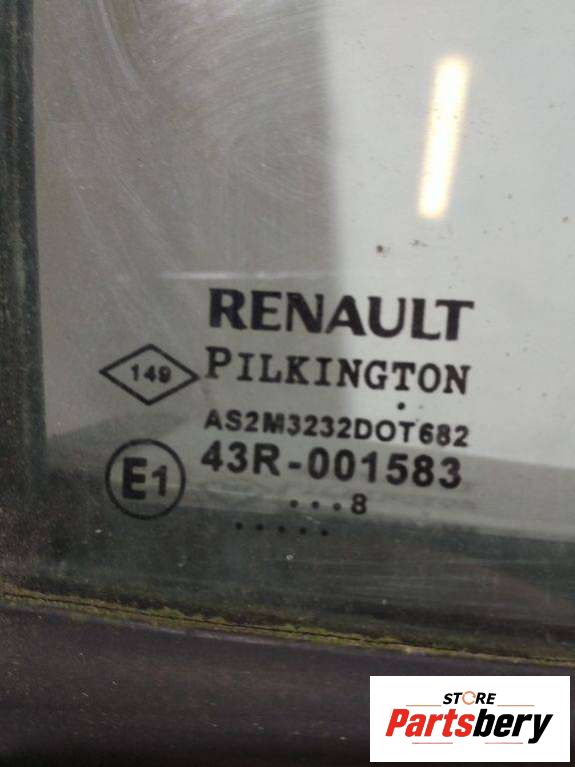 RENAULT
149
PILKINGTON
AS2M3232DOT682
E1
43R-001583
...8
.....
STORE
Partsbery